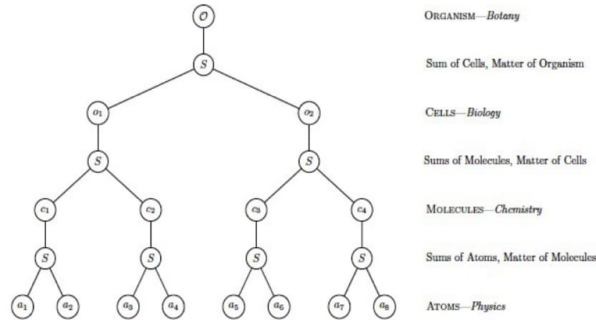 𝒪 ORGANISM—Botany
S Sum of Cells, Matter of Organism
o₁ o₂ CELLS—Biology
S S Sums of Molecules, Matter of Cells
c₁ c₂ c₃ c₄ MOLECULES—Chemistry
S S S S Sums of Atoms, Matter of Molecules
a₁ a₂ a₃ a₄ a₅ a₆ a₇ a₈ ATOMS—Physics